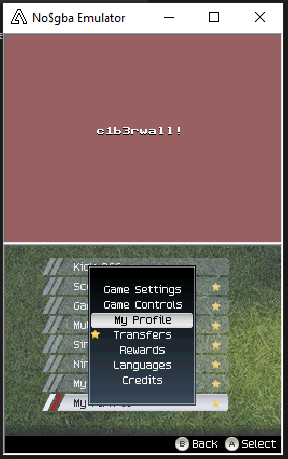 No$gba Emulator
c1b3rwall!
Game Settings
Game Controls
My Profile
Transfers
Rewards
Languages
Credits
B Back A Select